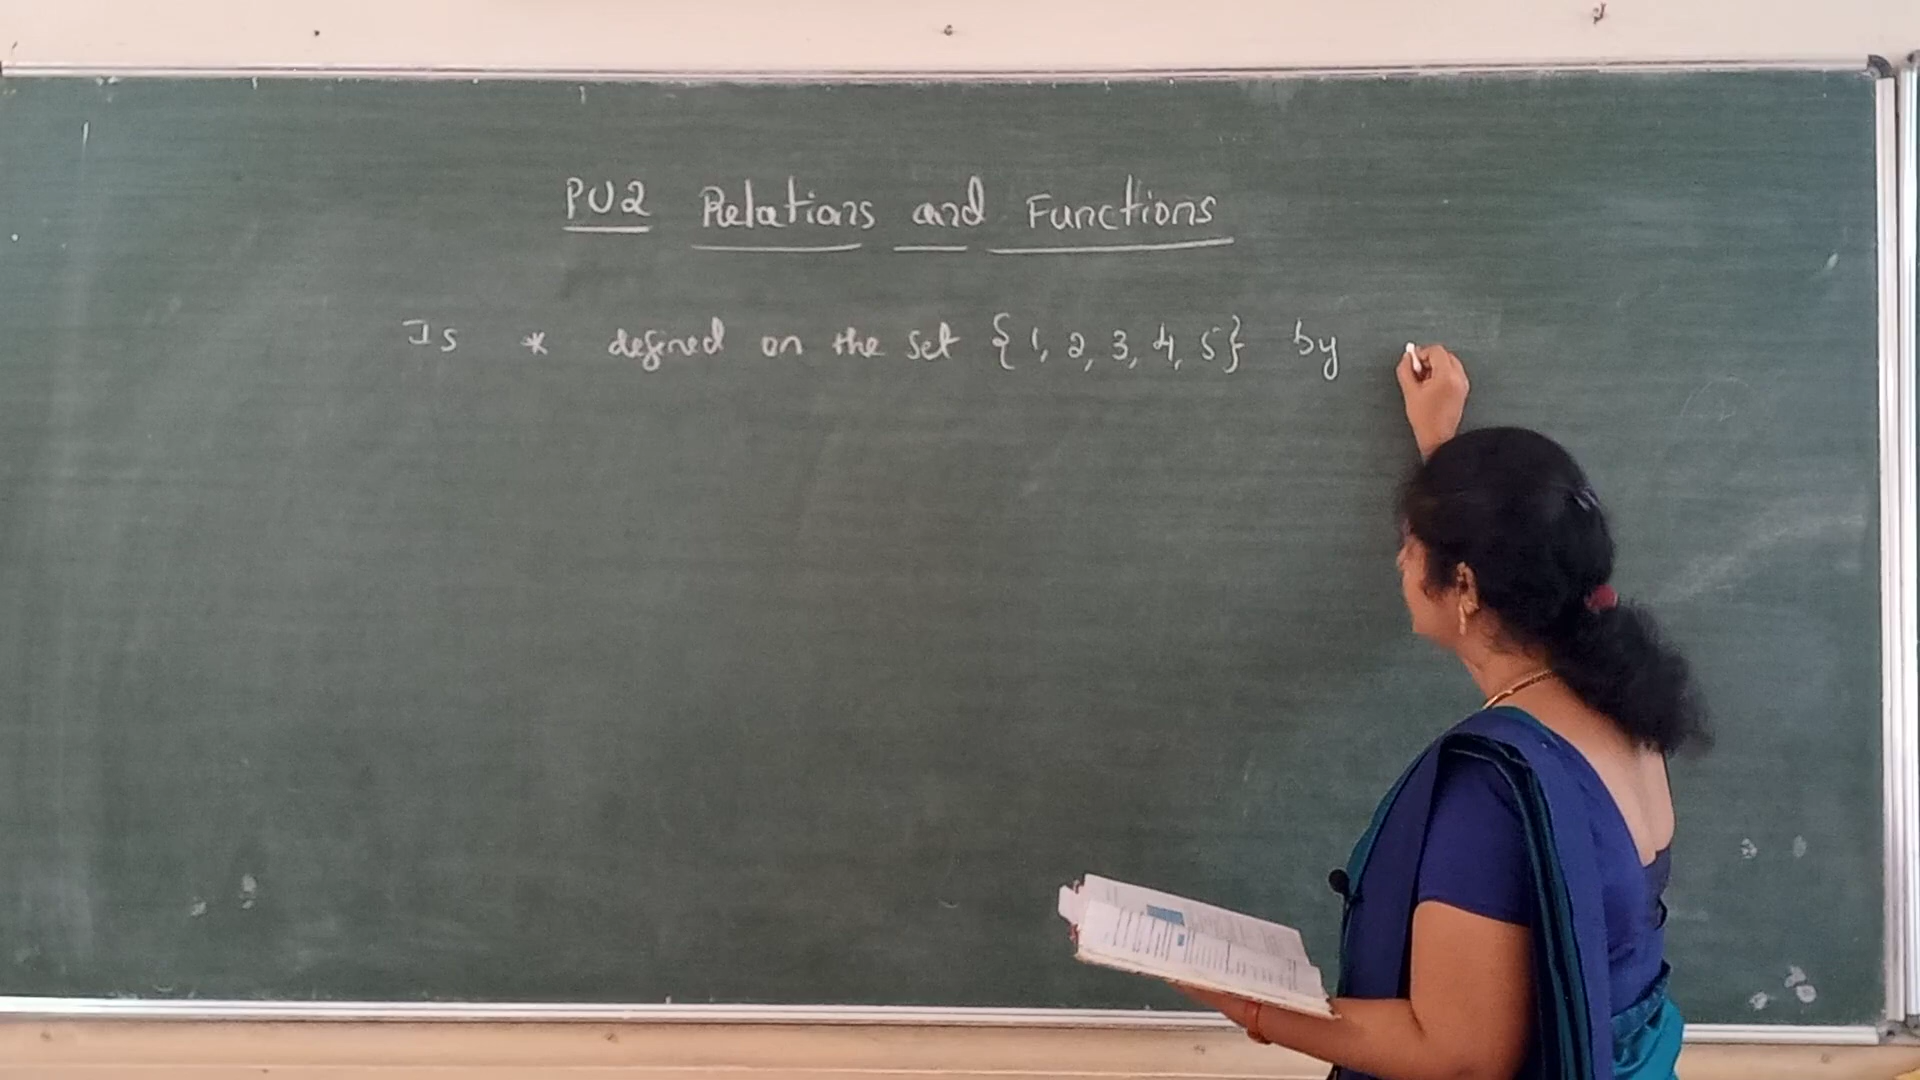 PU2 Relations and Functions
Is * defined on the set {1, 2, 3, 4, 5} by